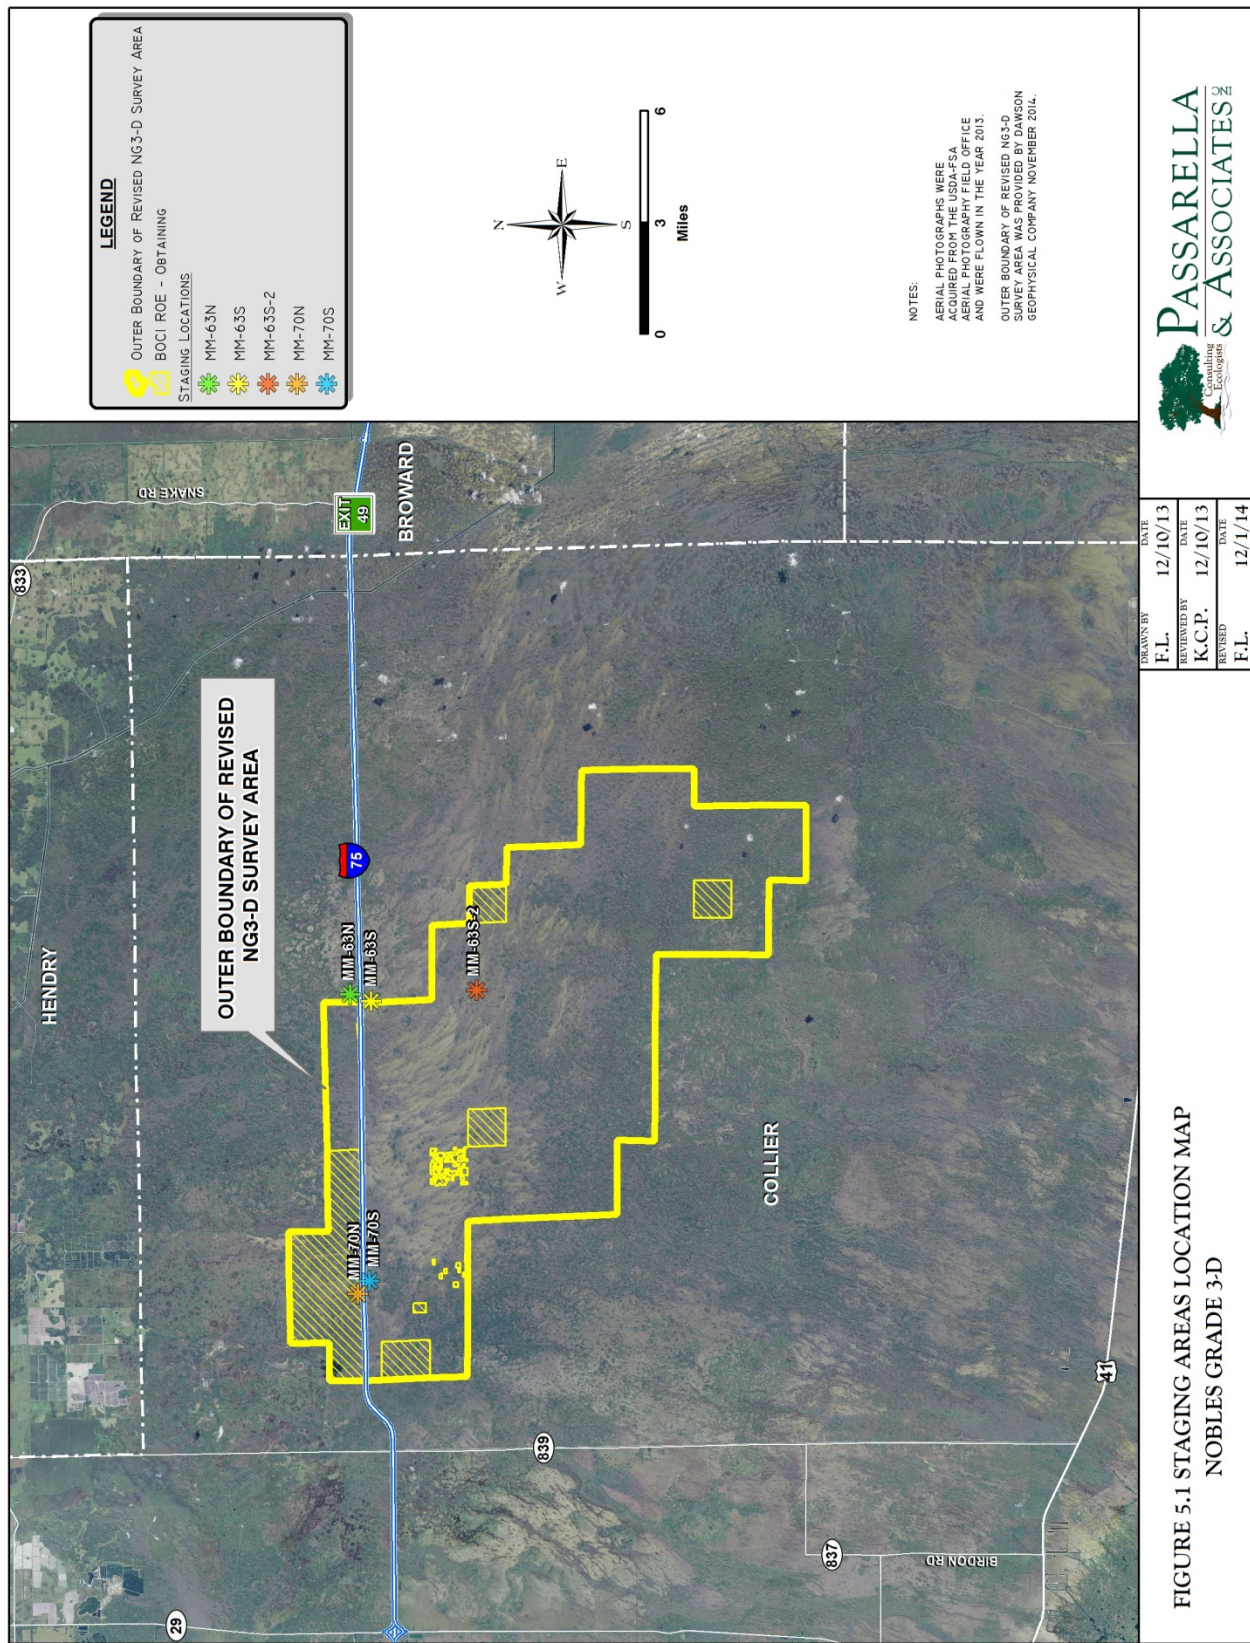 HENDRY
833
SNAKE RD
OUTER BOUNDARY OF REVISED
NG3-D SURVEY AREA
EXIT
49
BROWARD
75
MM-63N
MM-63S
MM-63S-2
MM-70N
MM-70S
29
839
COLLIER
837
BIRDON RD
41
LEGEND
OUTER BOUNDARY OF REVISED NG3-D SURVEY AREA
BOCI ROE - OBTAINING
STAGING LOCATIONS
MM-63N
MM-63S
MM-63S-2
MM-70N
MM-70S
N
W
E
S
0
3
6
Miles
NOTES:
AERIAL PHOTOGRAPHS WERE
ACQUIRED FROM THE USDA-FSA
AERIAL PHOTOGRAPHY FIELD OFFICE
AND WERE FLOWN IN THE YEAR 2013.
OUTER BOUNDARY OF REVISED NG3-D
SURVEY AREA WAS PROVIDED BY DAWSON
GEOPHYSICAL COMPANY NOVEMBER 2014.
FIGURE 5.1 STAGING AREAS LOCATION MAP
NOBLES GRADE 3-D
DRAWN BY DATE
F.L. 12/10/13
REVIEWED BY DATE
K.C.P. 12/10/13
REVISED DATE
F.L. 12/1/14
Consulting
Ecologists
PASSARELLA
& ASSOCIATES INC